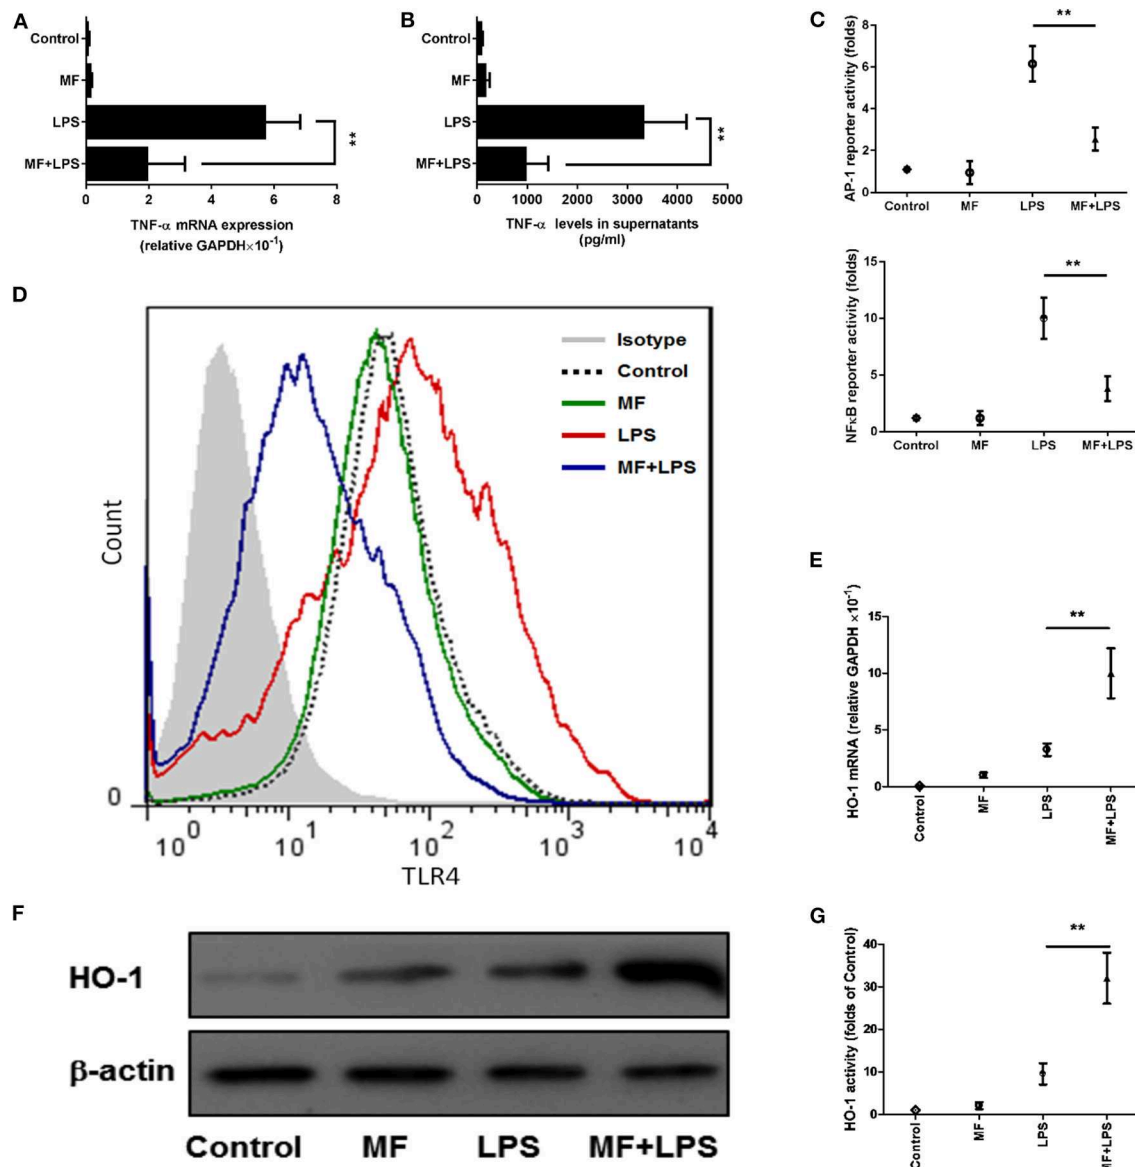 A
Control
MF
LPS
MF+LPS
**
0 2 4 6 8
TNF-α mRNA expression
(relative GAPDH×10⁻¹)
B
Control
MF
LPS
MF+LPS
**
0 1000 2000 3000 4000 5000
TNF-α levels in supernatants
(pg/ml)
C
AP-1 reporter activity (folds)
8
6
4
2
0
**
Control MF LPS MF+LPS
NFκB reporter activity (folds)
15
10
5
0
**
Control MF LPS MF+LPS
D
Count
0
Isotype
Control
MF
LPS
MF+LPS
10⁰ 10¹ 10² 10³ 10⁴
TLR4
E
HO-1 mRNA (relative GAPDH ×10⁻¹)
15
10
5
0
**
Control MF LPS MF+LPS
F
HO-1
β-actin
Control MF LPS MF+LPS
G
HO-1 activity (folds of Control)
40
30
20
10
0
**
Control MF LPS MF+LPS